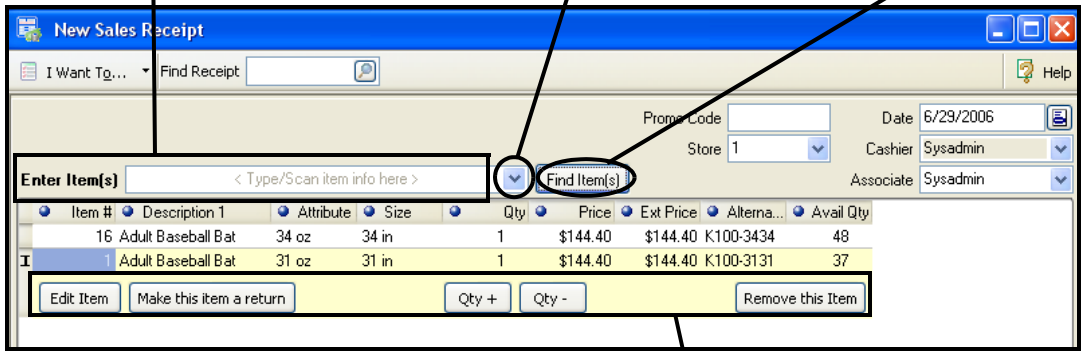 New Sales Receipt
I Want To... Find Receipt Help
Promo Code Date 6/29/2006
Store 1 Cashier Sysadmin
Enter Item(s) < Type/Scan item info here > Find Item(s) Associate Sysadmin
Item # Description 1 Attribute Size Qty Price Ext Price Alterna... Avail Qty
16 Adult Baseball Bat 34 oz 34 in 1 $144.40 $144.40 K100-3434 48
1 Adult Baseball Bat 31 oz 31 in 1 $144.40 $144.40 K100-3131 37
Edit Item Make this item a return Qty + Qty - Remove this Item